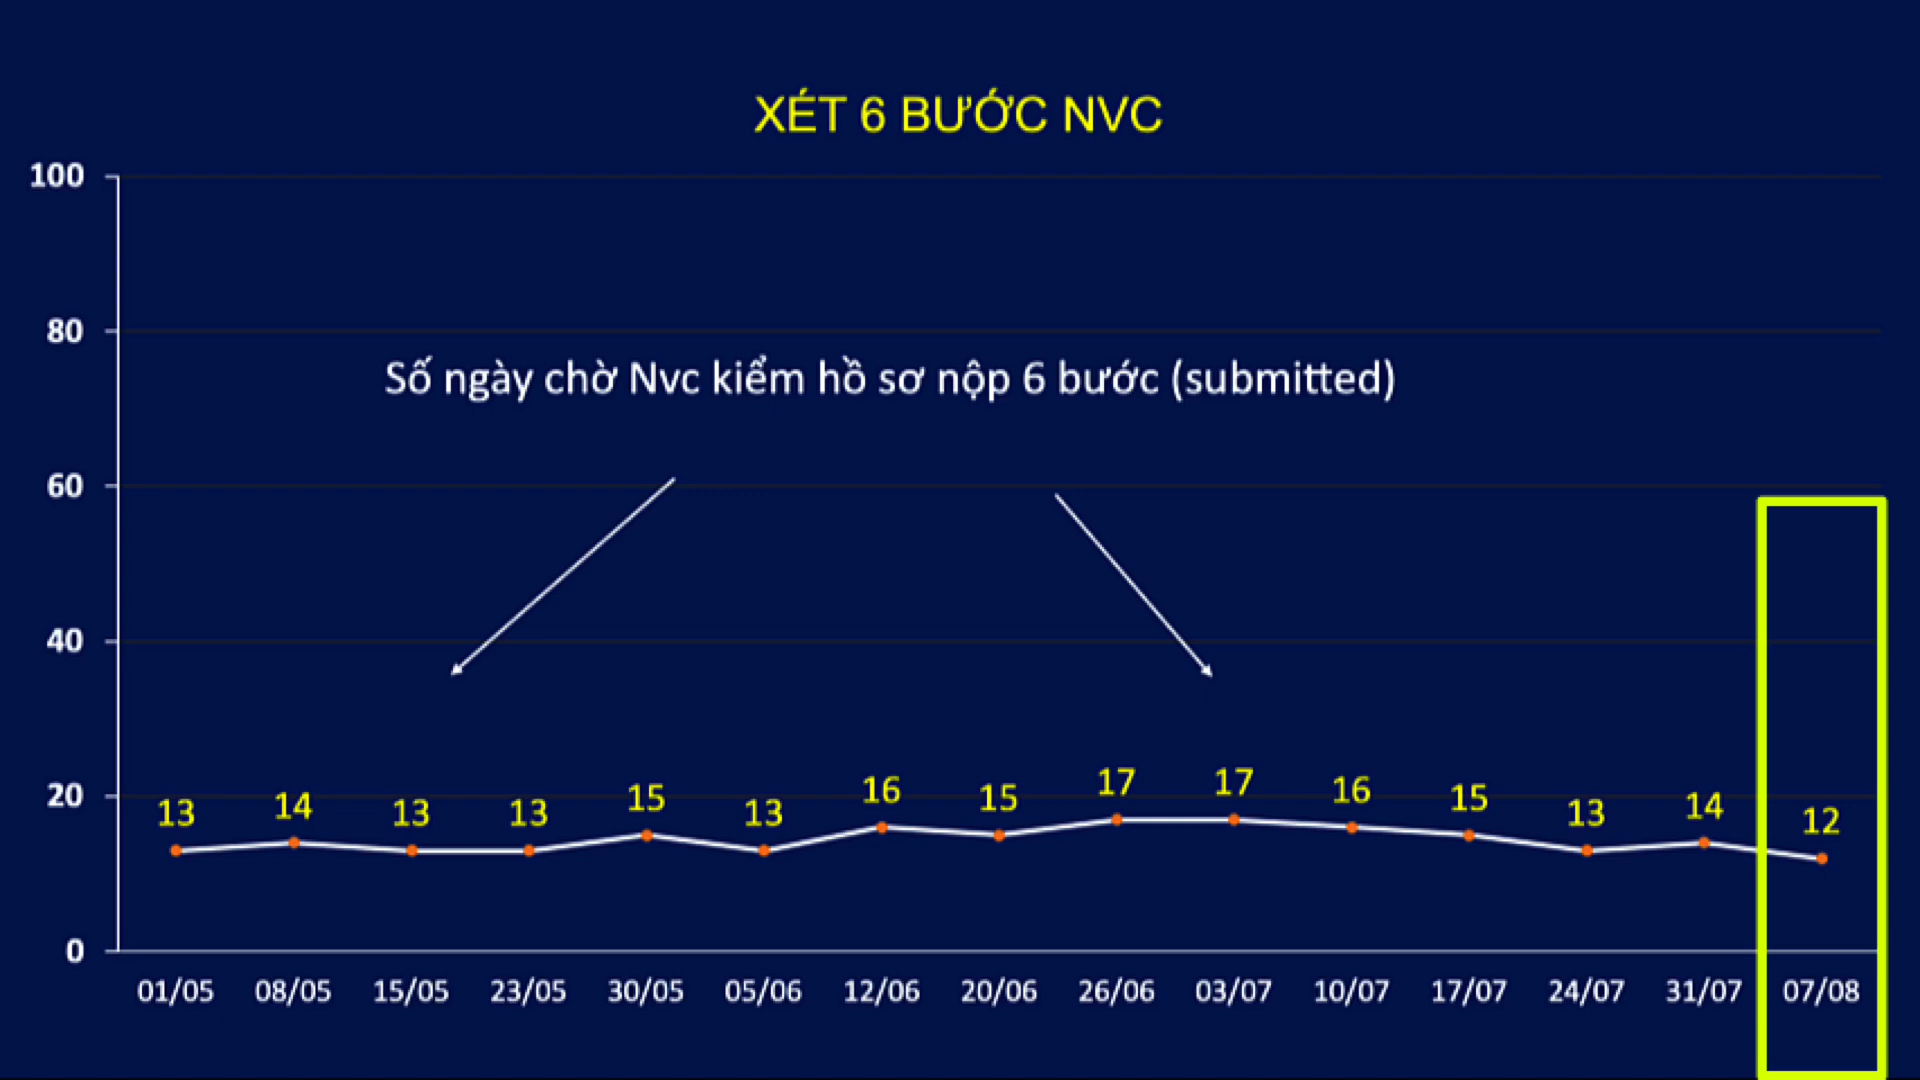 XÉT 6 BƯỚC NVC
100
80
Số ngày chờ Nvc kiểm hồ sơ nộp 6 bước (submitted)
60
40
20
13 14 13 13 15 13 16 15 17 17 16 15 13 14 12
0
01/05 08/05 15/05 23/05 30/05 05/06 12/06 20/06 26/06 03/07 10/07 17/07 24/07 31/07 07/08